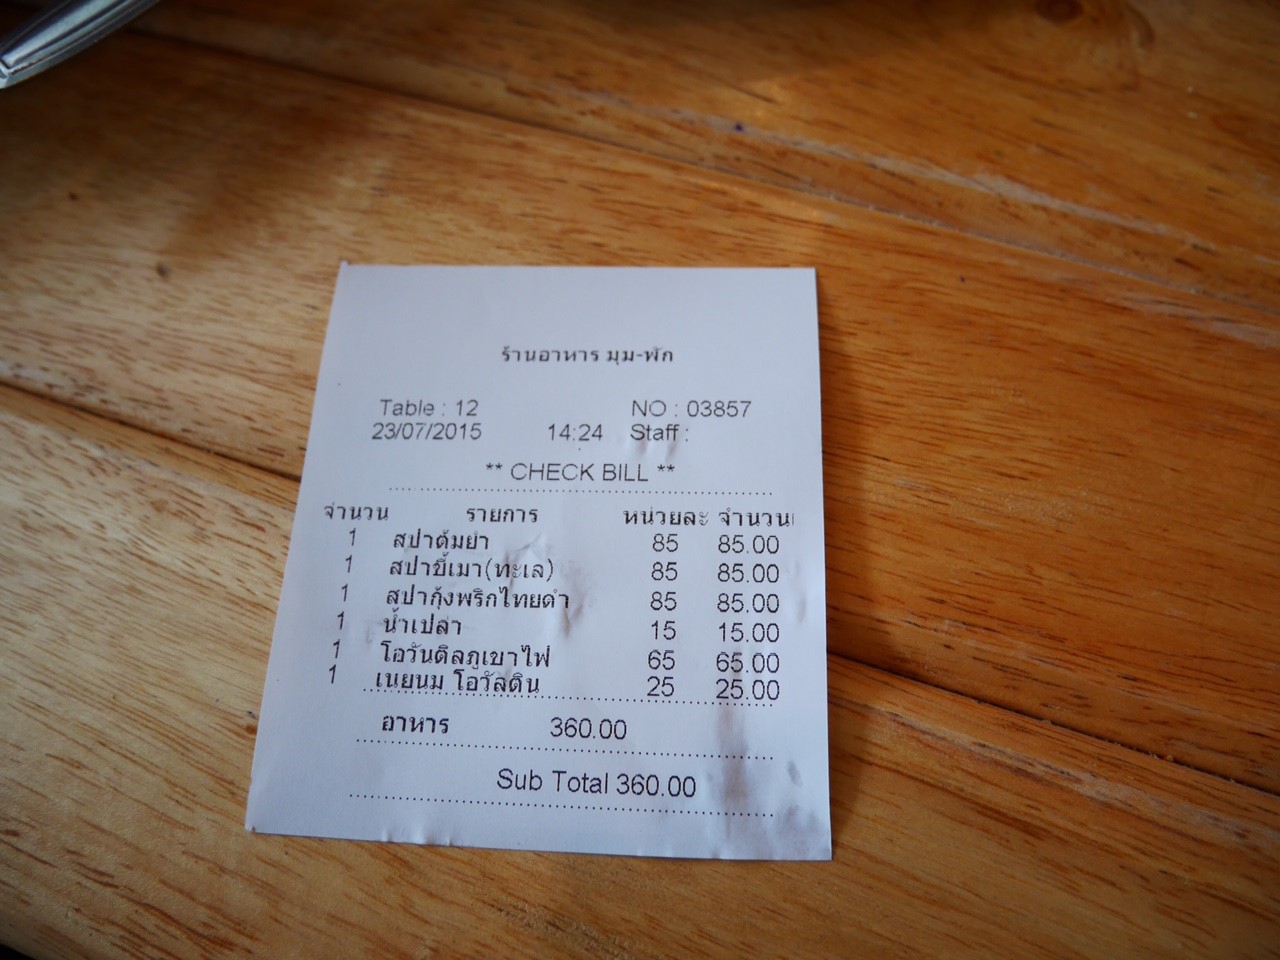 ร้านอาหาร มุม-พัก
Table : 12 NO : 03857
23/07/2015 14:24 Staff :
** CHECK BILL **
จำนวน รายการ หน่วยละ จำนวน
1 สปาต้มยำ 85 85.00
1 สปาขี้เมา(ทะเล) 85 85.00
1 สปากุ้งพริกไทยดำ 85 85.00
1 น้ำเปล่า 15 15.00
1 โอวันติลภูเขาไฟ 65 65.00
1 เนยนม โอวัลติน 25 25.00
อาหาร 360.00
Sub Total 360.00